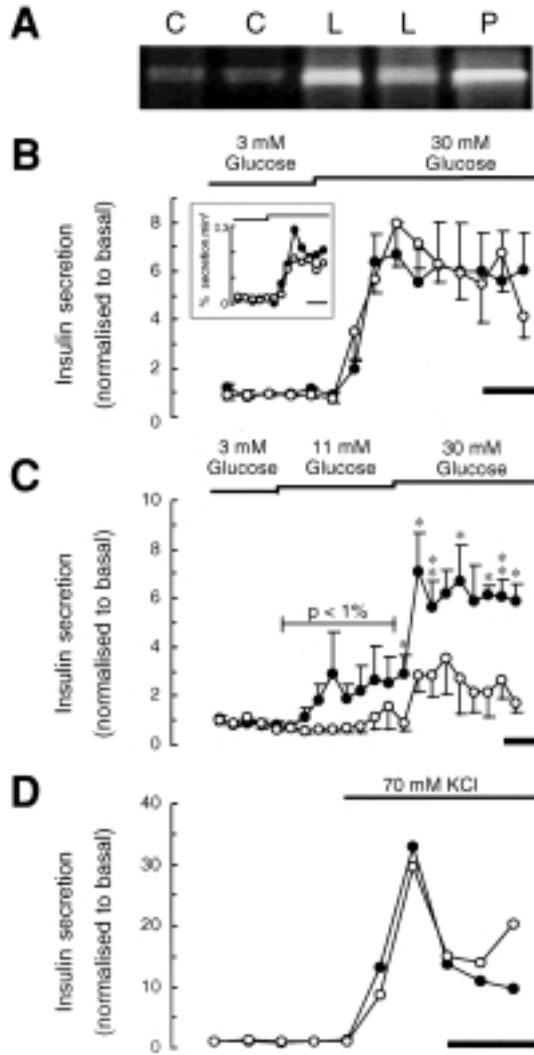 A
C C L L P
B
3 mM
Glucose
30 mM
Glucose
Insulin secretion
(normalised to basal)
8
6
4
2
0
0
C
3 mM
Glucose
11 mM
Glucose
30 mM
Glucose
Insulin secretion
(normalised to basal)
10
8
6
4
2
0
p < 1%
* * * * * * * * *
D
70 mM KCl
Insulin secretion
(normalised to basal)
40
30
20
10
0